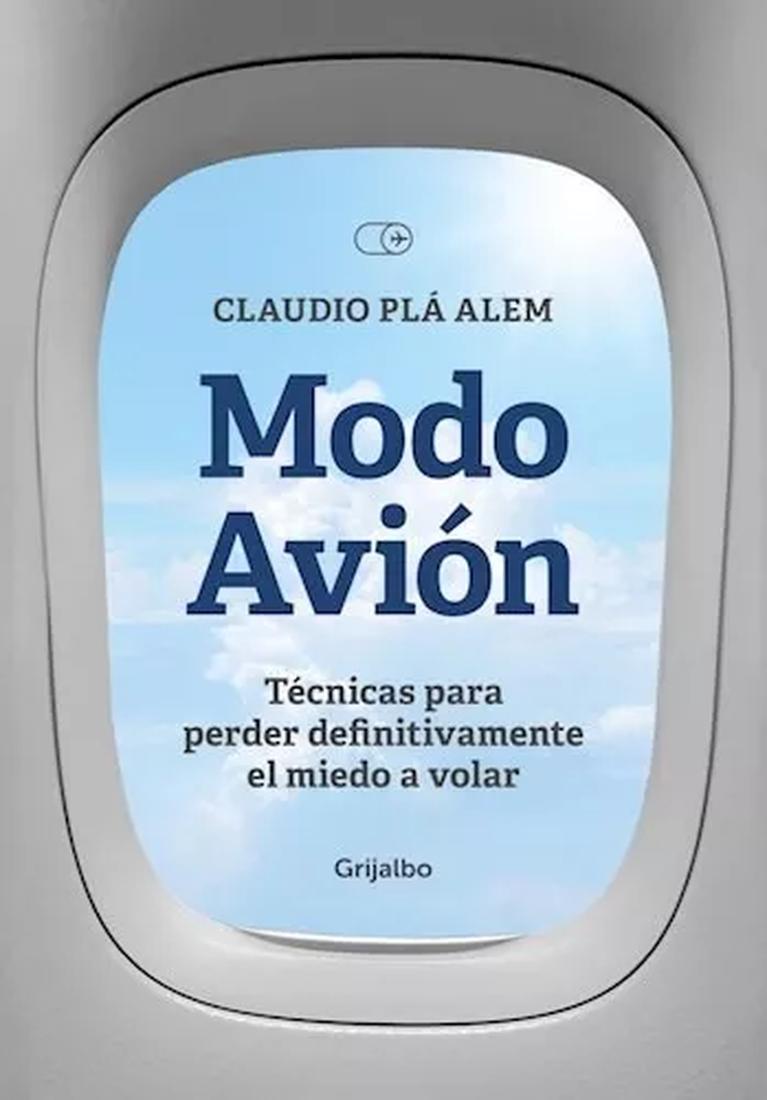 CLAUDIO PLÁ ALEM
Modo
Avión
Técnicas para
perder definitivamente
el miedo a volar
Grijalbo